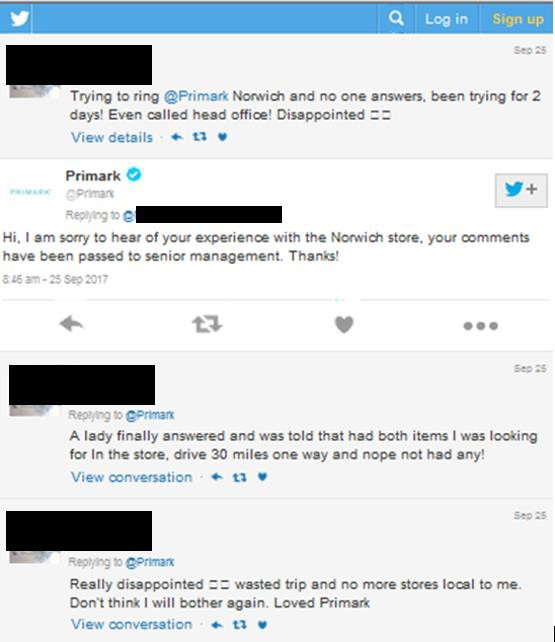 Log in Sign up
Sep 25
Trying to ring @Primark Norwich and no one answers, been trying for 2
days! Even called head office! Disappointed □□
View details
Primark
PRIMARK @Primark
Replying to @
Hi, I am sorry to hear of your experience with the Norwich store, your comments
have been passed to senior management. Thanks!
8:46 am - 25 Sep 2017
Sep 25
Replying to @Primark
A lady finally answered and was told that had both items I was looking
for In the store, drive 30 miles one way and nope not had any!
View conversation
Sep 25
Replying to @Primark
Really disappointed □□ wasted trip and no more stores local to me.
Don't think I will bother again. Loved Primark
View conversation